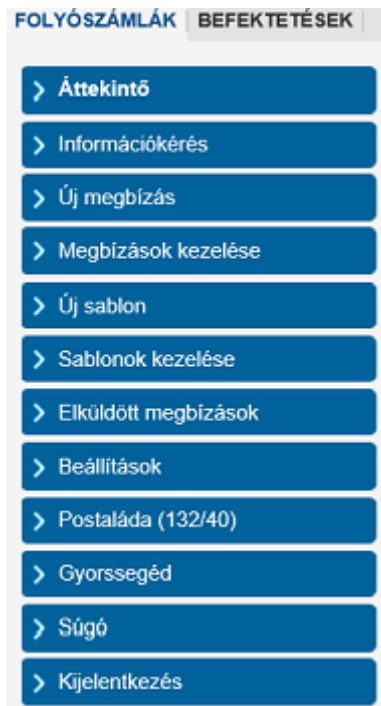 FOLYÓSZÁMLÁK BEFEKTETÉSEK
Áttekintő
Információkérés
Új megbízás
Megbízások kezelése
Új sablon
Sablonok kezelése
Elküldött megbízások
Beállítások
Postaláda (132/40)
Gyorssegéd
Súgó
Kijelentkezés